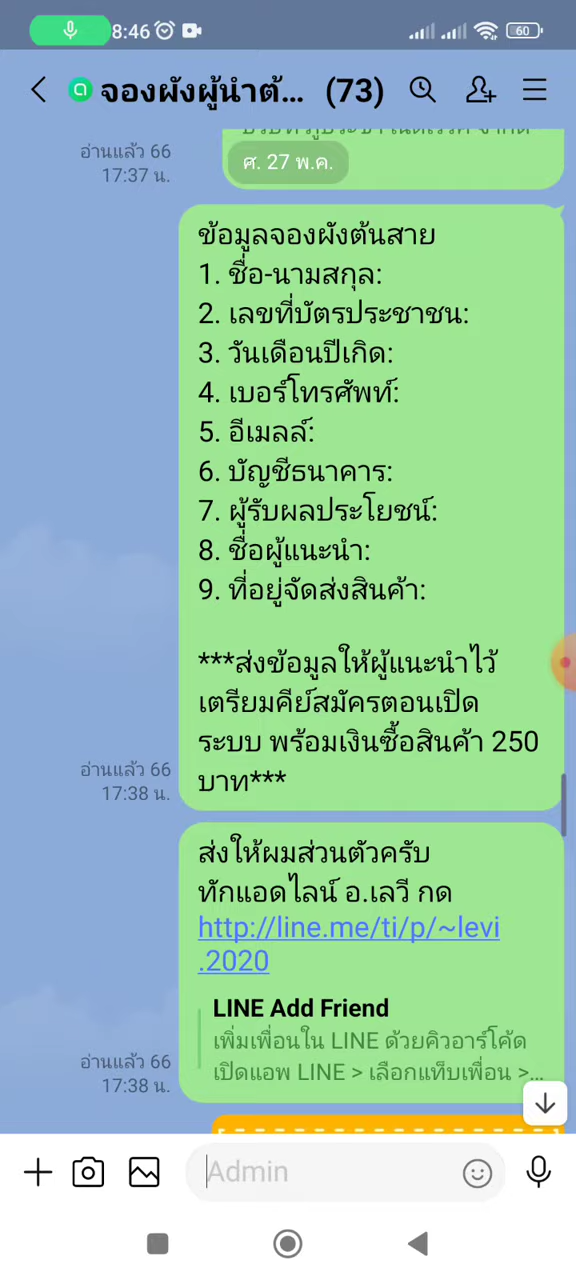 8:46
60
จองผังผู้นำต้... (73)
อ่านแล้ว 66
17:37 น.
ศ. 27 พ.ค.
ข้อมูลจองผังต้นสาย
1. ชื่อ-นามสกุล:
2. เลขที่บัตรประชาชน:
3. วันเดือนปีเกิด:
4. เบอร์โทรศัพท์:
5. อีเมลล์:
6. บัญชีธนาคาร:
7. ผู้รับผลประโยชน์:
8. ชื่อผู้แนะนำ:
9. ที่อยู่จัดส่งสินค้า:
***ส่งข้อมูลให้ผู้แนะนำไว้
เตรียมคีย์สมัครตอนเปิด
ระบบ พร้อมเงินซื้อสินค้า 250
บาท***
อ่านแล้ว 66
17:38 น.
ส่งให้ผมส่วนตัวครับ
ทักแอดไลน์ อ.เลวี กด
http://line.me/ti/p/~levi
.2020
LINE Add Friend
เพิ่มเพื่อนใน LINE ด้วยคิวอาร์โค้ด
เปิดแอพ LINE > เลือกแท็บเพื่อน >...
อ่านแล้ว 66
17:38 น.
Admin